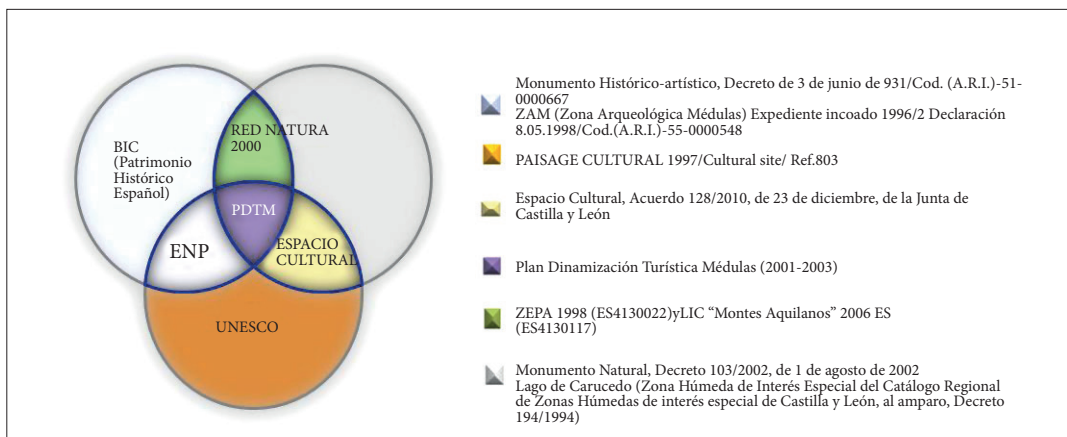 BIC
(Patrimonio
Histórico
Español)
RED NATURA
2000
PDTM
ENP
ESPACIO
CULTURAL
UNESCO
Monumento Histórico-artístico, Decreto de 3 de junio de 931/Cod. (A.R.I.)-51-
0000667
ZAM (Zona Arqueológica Médulas) Expediente incoado 1996/2 Declaración
8.05.1998/Cod.(A.R.I.)-55-0000548
PAISAGE CULTURAL 1997/Cultural site/ Ref.803
Espacio Cultural, Acuerdo 128/2010, de 23 de diciembre, de la Junta de
Castilla y León
Plan Dinamización Turística Médulas (2001-2003)
ZEPA 1998 (ES4130022)yLIC “Montes Aquilanos” 2006 ES
(ES4130117)
Monumento Natural, Decreto 103/2002, de 1 de agosto de 2002
Lago de Carucedo (Zona Húmeda de Interés Especial del Catálogo Regional
de Zonas Húmedas de interés especial de Castilla y León, al amparo, Decreto
194/1994)